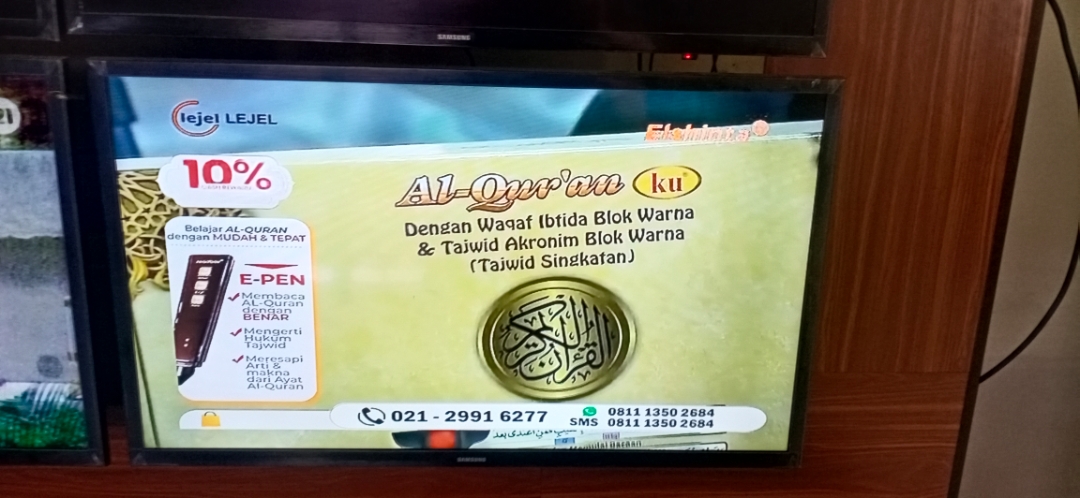 SAMSUNG
lejel LEJEL
10%
Al-Qur'an ku
Dengan Waqaf Ibtida Blok Warna
& Tajwid Akronim Blok Warna
(Tajwid Singkatan)
القرآن الكريم
Belajar AL-QURAN
dengan MUDAH & TEPAT
E-PEN
Membaca
AL-Quran
dengan
BENAR
Mengerti
Hukum
Tajwid
Meresapi
Arti &
makna
dari Ayat
Al-Quran
021 - 2991 6277
0811 1350 2684
SMS 0811 1350 2684
SAMSUNG